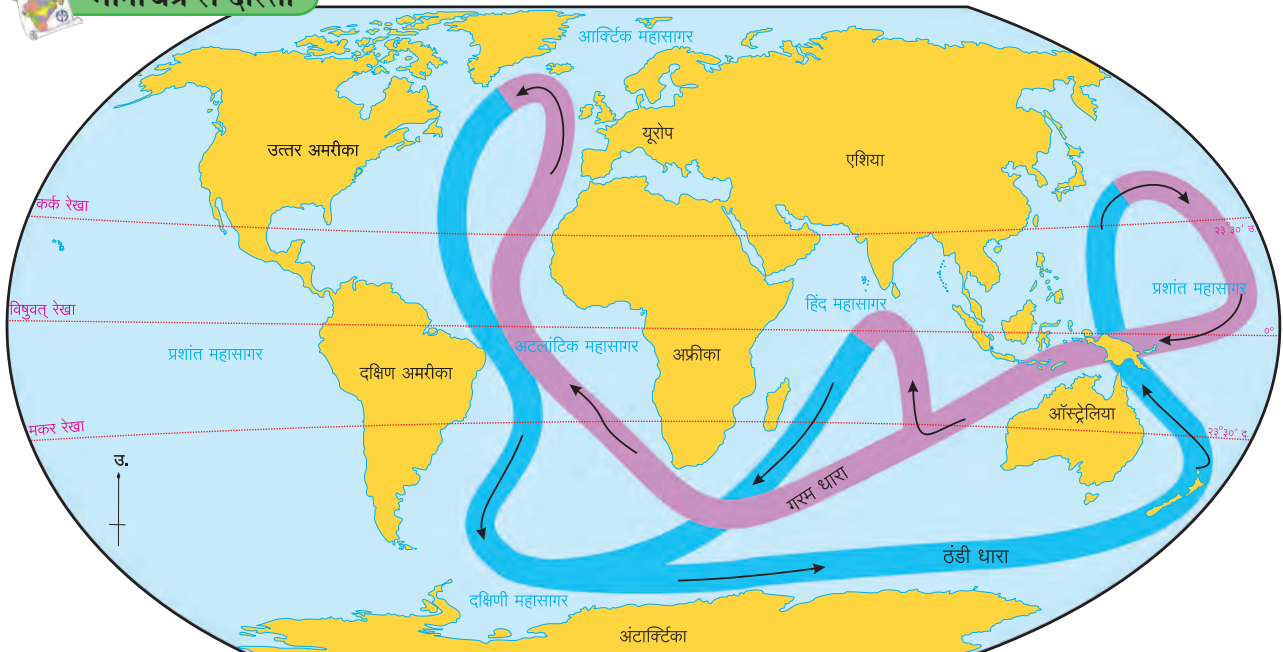 आर्क्टिक महासागर
उत्तर अमरीका
यूरोप
एशिया
कर्क रेखा
२३°३०' उ.
हिंद महासागर
प्रशांत महासागर
विषुवत् रेखा
०°
प्रशांत महासागर
अटलांटिक महासागर
अफ्रीका
दक्षिण अमरीका
ऑस्ट्रेलिया
मकर रेखा
२३°३०' द.
उ.
गरम धारा
ठंडी धारा
दक्षिणी महासागर
अंटार्क्टिका